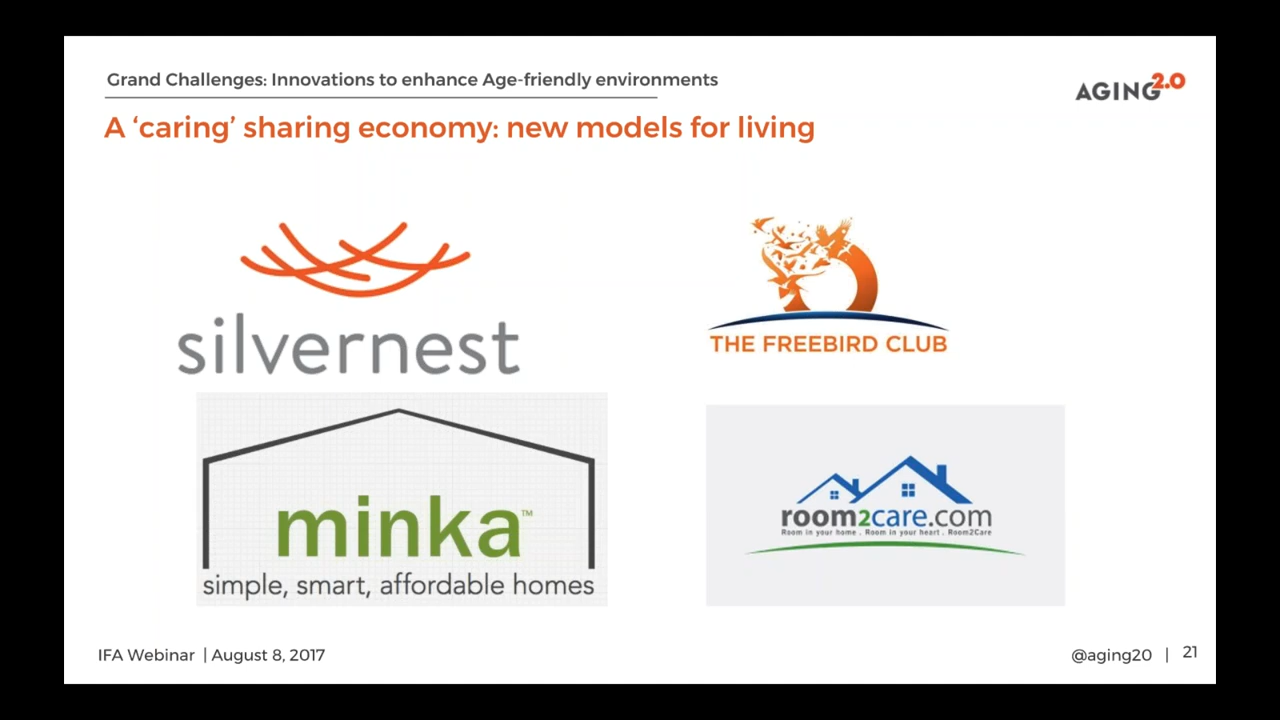 Grand Challenges: Innovations to enhance Age-friendly environments
AGING2.0
A ‘caring’ sharing economy: new models for living
silvernest
THE FREEBIRD CLUB
minka™
simple, smart, affordable homes
room2care.com
Room in your home . Room in your heart . Room2Care
IFA Webinar | August 8, 2017
@aging20 | 21